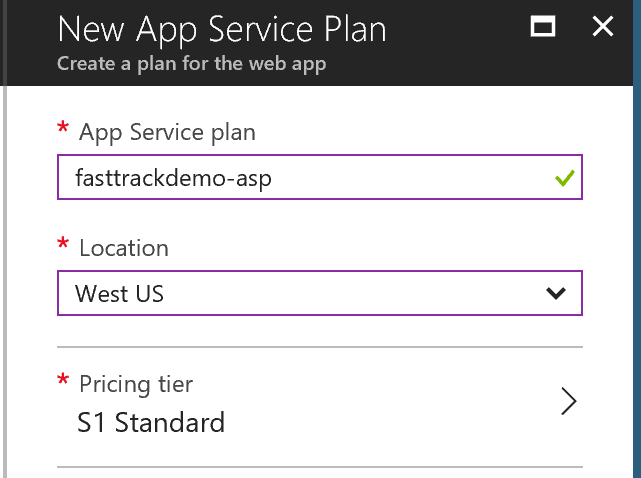 New App Service Plan
Create a plan for the web app
* App Service plan
fasttrackdemo-asp
* Location
West US
* Pricing tier
S1 Standard